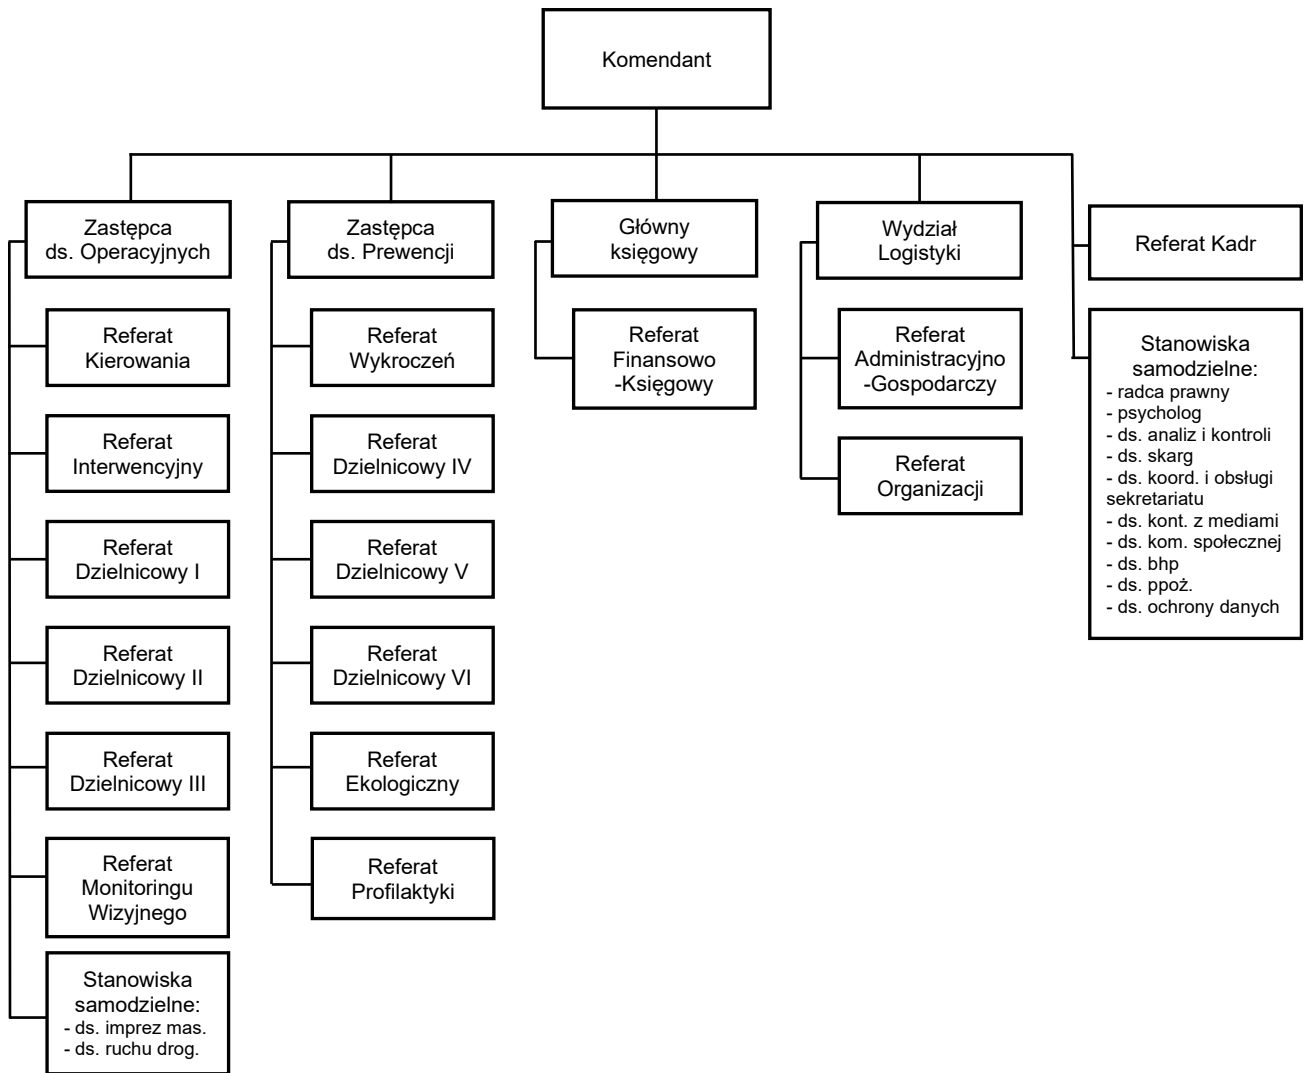 Komendant
Zastępca
ds. Operacyjnych
Referat
Kierowania
Referat
Interwencyjny
Referat
Dzielnicowy I
Referat
Dzielnicowy II
Referat
Dzielnicowy III
Referat
Monitoringu
Wizyjnego
Stanowiska
samodzielne:
- ds. imprez mas.
- ds. ruchu drog.
Zastępca
ds. Prewencji
Referat
Wykroczeń
Referat
Dzielnicowy IV
Referat
Dzielnicowy V
Referat
Dzielnicowy VI
Referat
Ekologiczny
Referat
Profilaktyki
Główny
księgowy
Referat
Finansowo
-Księgowy
Wydział
Logistyki
Referat
Administracyjno
-Gospodarczy
Referat
Organizacji
Referat Kadr
Stanowiska
samodzielne:
- radca prawny
- psycholog
- ds. analiz i kontroli
- ds. skarg
- ds. koord. i obsługi
sekretariatu
- ds. kont. z mediami
- ds. kom. społecznej
- ds. bhp
- ds. ppoż.
- ds. ochrony danych